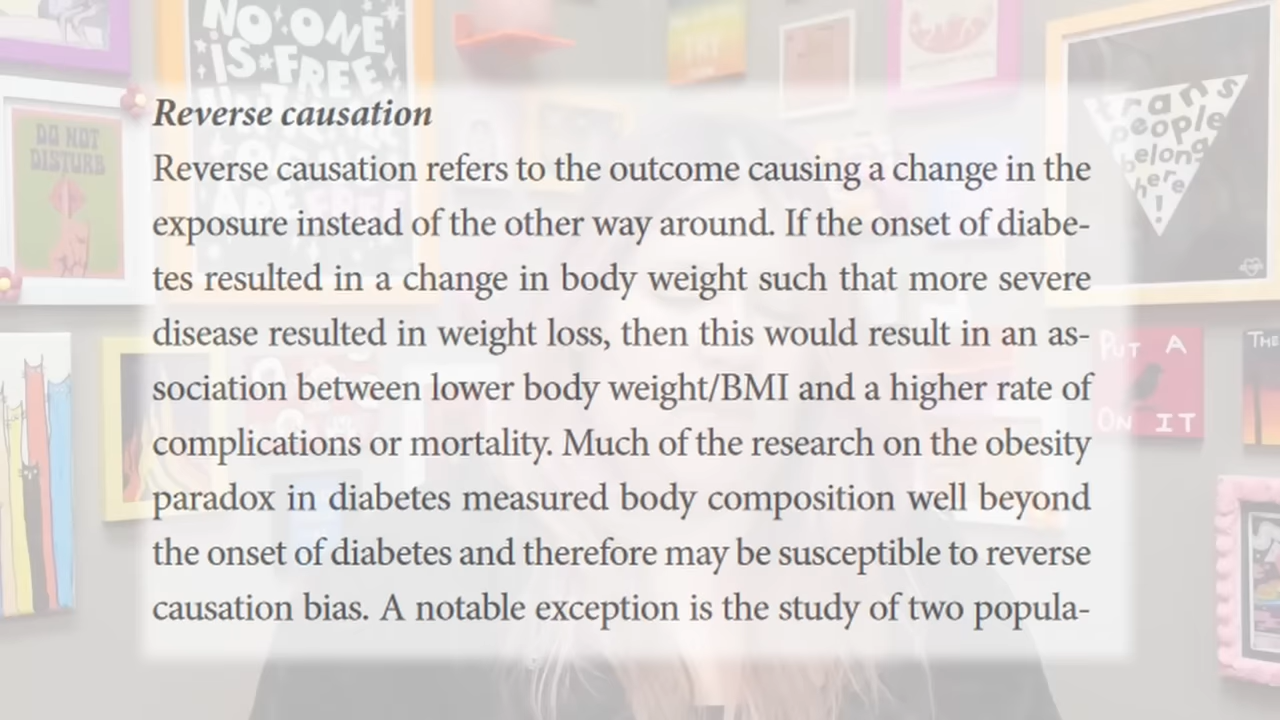 NO ONE
IS FREE
DO NOT
DISTURB
trans
people
belong
here
!
PUT A
ON IT
THE
Reverse causation
Reverse causation refers to the outcome causing a change in the
exposure instead of the other way around. If the onset of diabe-
tes resulted in a change in body weight such that more severe
disease resulted in weight loss, then this would result in an as-
sociation between lower body weight/BMI and a higher rate of
complications or mortality. Much of the research on the obesity
paradox in diabetes measured body composition well beyond
the onset of diabetes and therefore may be susceptible to reverse
causation bias. A notable exception is the study of two popula-